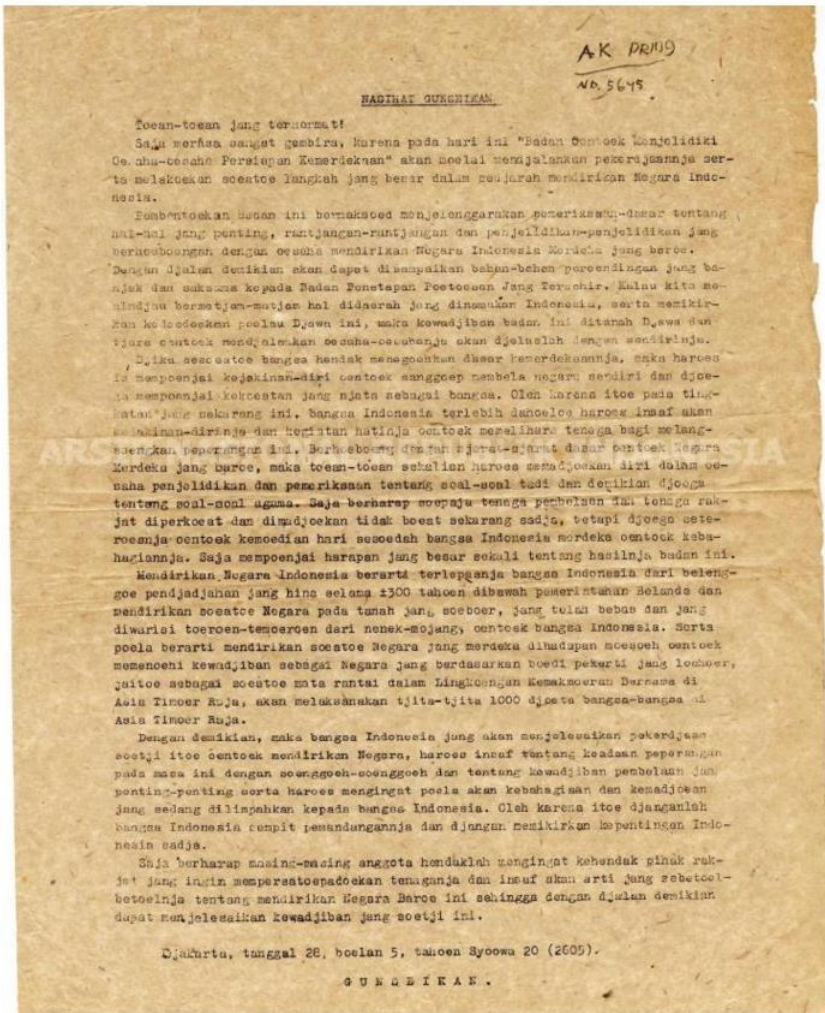 AK PRING
No. 5645
NASIHAT GUNSEIKAN
Toean-toean jang terhormat!
Saja merasa sangat gembira, karena pada hari ini "Badan Oentoek Menjelidiki
Oesaha-oesaha Persiapan Kemerdekaan" akan moelai mendjalankan pekerdjaannja ser-
ta melakoekan soeatoe langkah jang besar dalam sedjarah mendirikan Negara Indo-
nesia.
Pembentoekan Badan ini bermaksoed menjelenggarakan pemeriksaan-dasar tentang
hal-hal jang penting, rantjangan-rantjangan dan penjelidikan-penjelidikan jang
berhoeboengan dengan oesaha mendirikan Negara Indonesia Merdeka jang baroe.
Dengan djalan demikian akan dapat disampaikan bahan-bahan peroendingan jang ba-
njak dan saksama kepada Badan Penetapan Poetoesan Jang Terachir. Kalau kita me-
nindjau bermatjam-matjam hal didaerah jang dinamakan Indonesia, serta memikir-
kan kedoedoekan poelau Djawa ini, maka kewadjiban badan ini ditanah Djawa dan
tjara oentoek mendjalankan oesaha-oesahanja akan djelaslah dengan sendirinja.
Djika sesoeatoe bangsa hendak menegoehkan dasar kemerdekaannja, maka haroes
ia mempoenjai kejakinan-diri oentoek sanggoep membela negara sendiri dan djoe-
ga mempoenjai kekoeatan jang njata sebagai bangsa. Oleh karena itoe pada ting-
katan jang sekarang ini, bangsa Indonesia terlebih dahoeloe haroes insaf akan
kejakinan-dirinja dan kegiatan hatinja oentoek memelihara tenaga bagi melang-
soengkan peperangan ini. Berhoeboeng dengan sjarat-sjarat dasar oentoek Negara
Merdeka jang baroe, maka toean-toean sekalian haroes memadjoekan diri dalam oe-
saha penjelidikan dan pemeriksaan tentang soal-soal tadi dan demikian djoega
tentang soal-soal agama. Saja berharap soepaja tenaga pembelaan dan tenaga rak-
jat diperkoeat dan dimadjoekan tidak boeat sekarang sadja, tetapi djoega sete-
roesnja oentoek kemoedian hari sesoedah bangsa Indonesia merdeka oentoek keba-
hagiannja. Saja mempoenjai harapan jang besar sekali tentang hasilnja badan ini.
Mendirikan Negara Indonesia berarti terlepasnja bangsa Indonesia dari beleng-
goe pendjadjahan jang hina selama ±300 tahoen dibawah pemerintahan Belanda dan
mendirikan soeatoe Negara pada tanah jang soeboer, jang telah bebas dan jang
diwarisi toeroen-temoeroen dari nenek-mojang, oentoek bangsa Indonesia. Serta
poela berarti mendirikan soeatoe Negara jang merdeka dihadapan moesoeh oentoek
memenoehi kewadjiban sebagai Negara jang berdasarkan boedi pekerti jang loehoer,
jaitoe sebagai soeatoe mata rantai dalam Lingkoengan Kemakmoeran Bersama di
Asia Timoer Raja, akan melaksanakan tjita-tjita 1000 djoeta bangsa-bangsa di
Asia Timoer Raja.
Dengan demikian, maka bangsa Indonesia jang akan menjelesaikan pekerdjaan
soetji itoe oentoek mendirikan Negara, haroes insaf tentang keadaan peperangan
pada masa ini dengan soenggoeh-soenggoeh dan tentang kewadjiban pembelaan jang
penting-penting serta haroes mengingat poela akan kebahagiaan dan kemadjoean
jang sedang dilimpahkan kepada bangsa Indonesia. Oleh karena itoe djanganlah
bangsa Indonesia sempit pemandangannja dan djangan memikirkan kepentingan Indo-
nesia sadja.
Saja berharap masing-masing anggota hendaklah mengingat kehendak pihak rak-
jat jang ingin mempersatoepadoekan tenaganja dan insaf akan arti jang sebetoel-
betoelnja tentang mendirikan Negara Baroe ini sehingga dengan djalan demikian
dapat menjelesaikan kewadjiban jang soetji ini.
Djakarta, tanggal 28, boelan 5, tahoen Syoowa 20 (2605).
GUNSEIKAN.